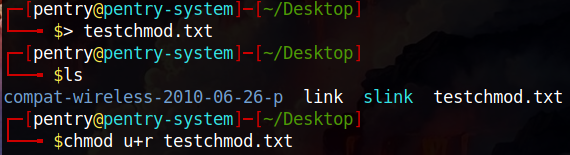 ┌─[pentry@pentry-system]─[~/Desktop]
└──╼ $> testchmod.txt
┌─[pentry@pentry-system]─[~/Desktop]
└──╼ $ls
compat-wireless-2010-06-26-p  link  slink  testchmod.txt
┌─[pentry@pentry-system]─[~/Desktop]
└──╼ $chmod u+r testchmod.txt